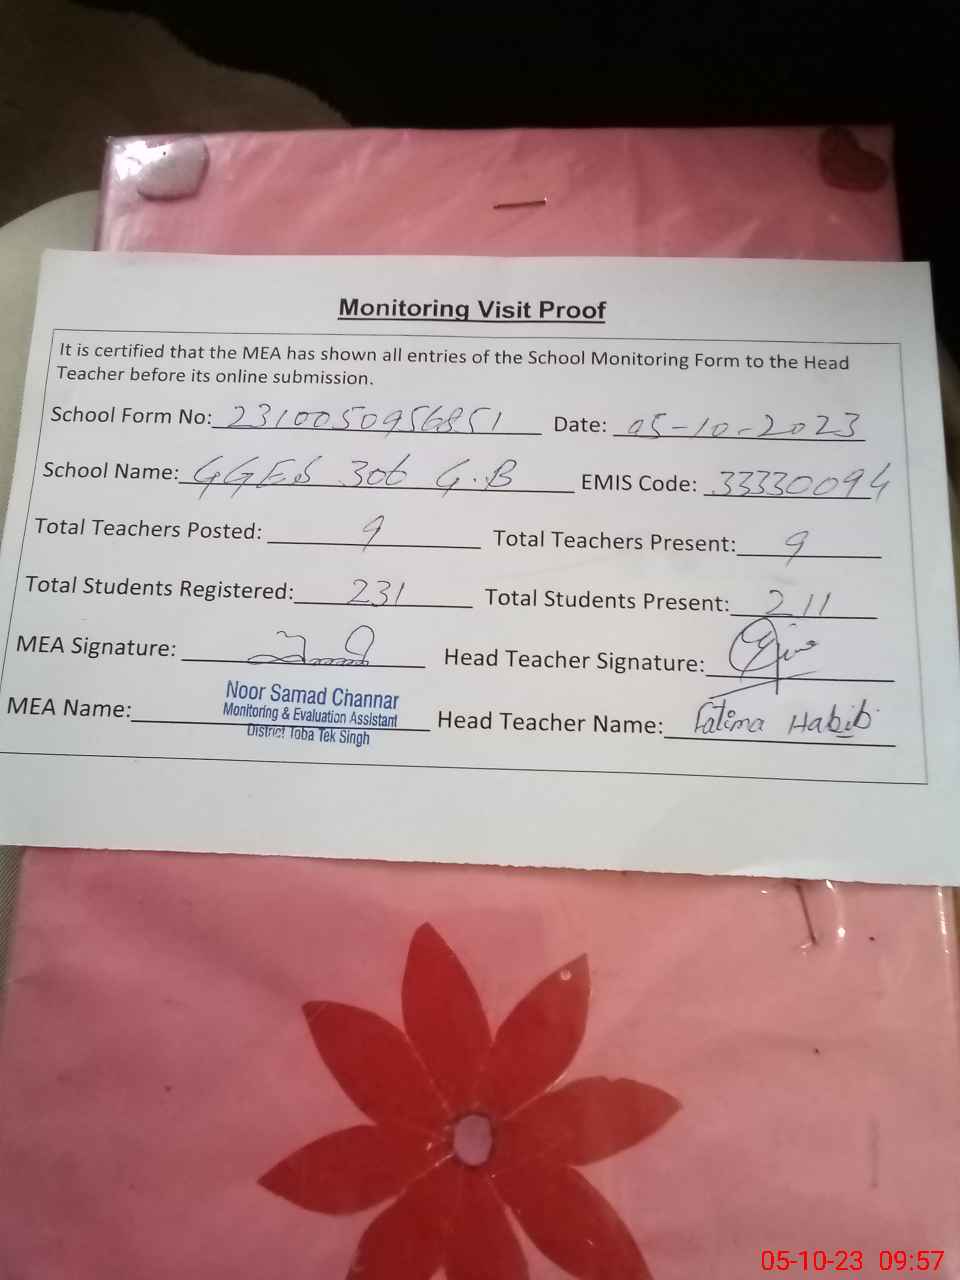 Monitoring Visit Proof
It is certified that the MEA has shown all entries of the School Monitoring Form to the Head
Teacher before its online submission.
School Form No: 2310050956851 Date: 05-10-2023
School Name: GGES 306 G.B EMIS Code: 33330094
Total Teachers Posted: 9 Total Teachers Present: 9
Total Students Registered: 231 Total Students Present: 211
MEA Signature: Head Teacher Signature:
MEA Name: Noor Samad Channar Head Teacher Name: Fatima Habib
Monitoring & Evaluation Assistant
District Toba Tek Singh
05-10-23 09:57